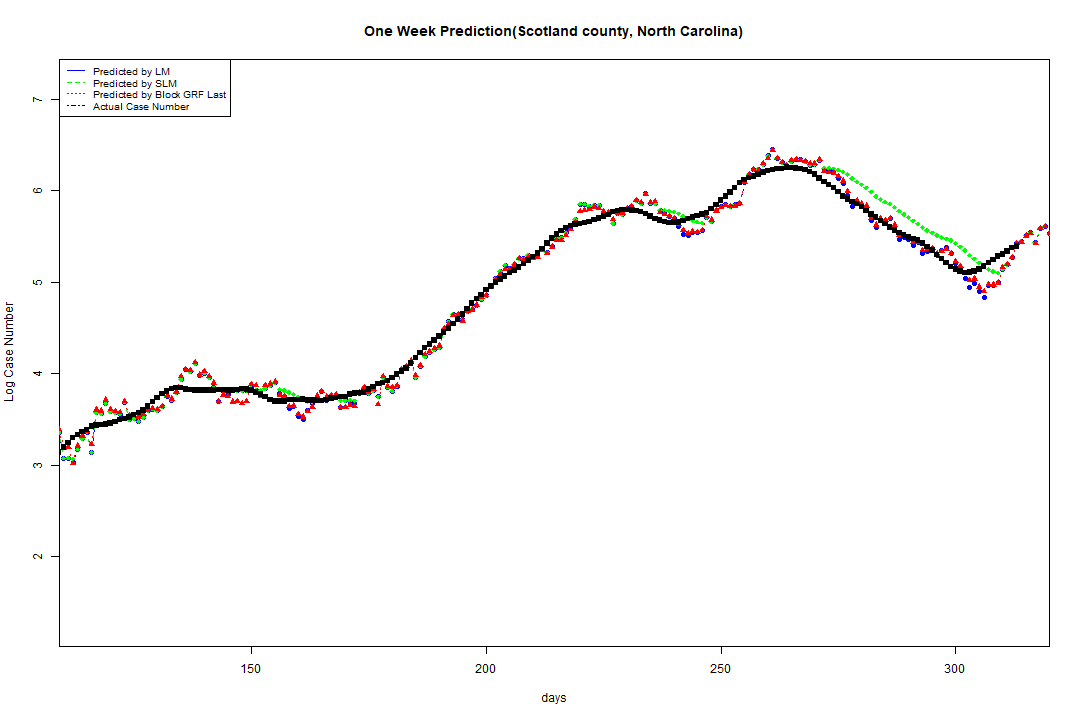 One Week Prediction(Scotland county, North Carolina)
Predicted by LM
Predicted by SLM
Predicted by Block GRF Last
Actual Case Number
7
6
5
4
3
2
Log Case Number
150
200
250
300
days